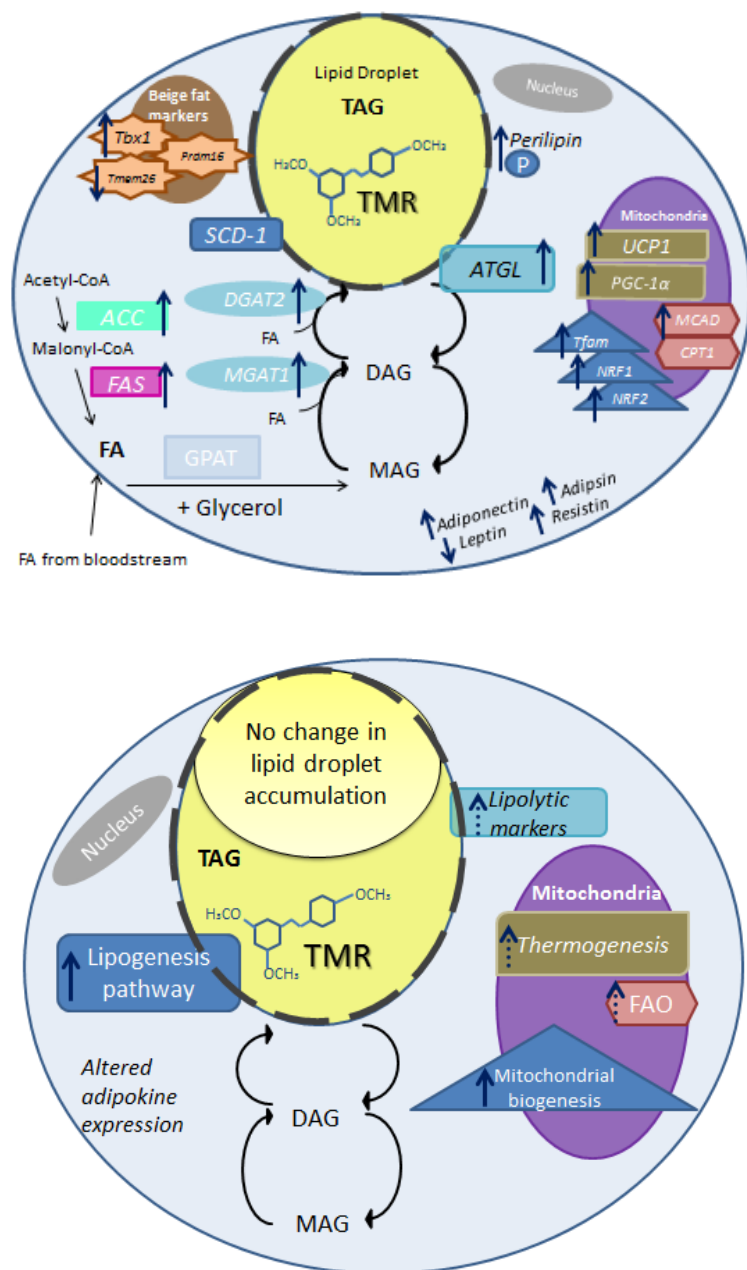 Lipid Droplet
TAG
H₃CO
OCH₃
OCH₃
TMR
Nucleus
Beige fat
markers
Tbx1
Prdm16
Tmem26
Perilipin
P
SCD-1
ATGL
Mitochondria
UCP1
PGC-1α
MCAD
CPT1
Tfam
NRF1
NRF2
Acetyl-CoA
ACC
DGAT2
FA
Malonyl-CoA
FAS
MGAT1
FA
DAG
FA
GPAT
MAG
+ Glycerol
Adiponectin
Leptin
Adipsin
Resistin
FA from bloodstream
No change in
lipid droplet
accumulation
Nucleus
TAG
Lipolytic
markers
H₃CO
OCH₃
OCH₃
TMR
Mitochondria
Thermogenesis
FAO
Mitochondrial
biogenesis
Lipogenesis
pathway
Altered
adipokine
expression
DAG
MAG